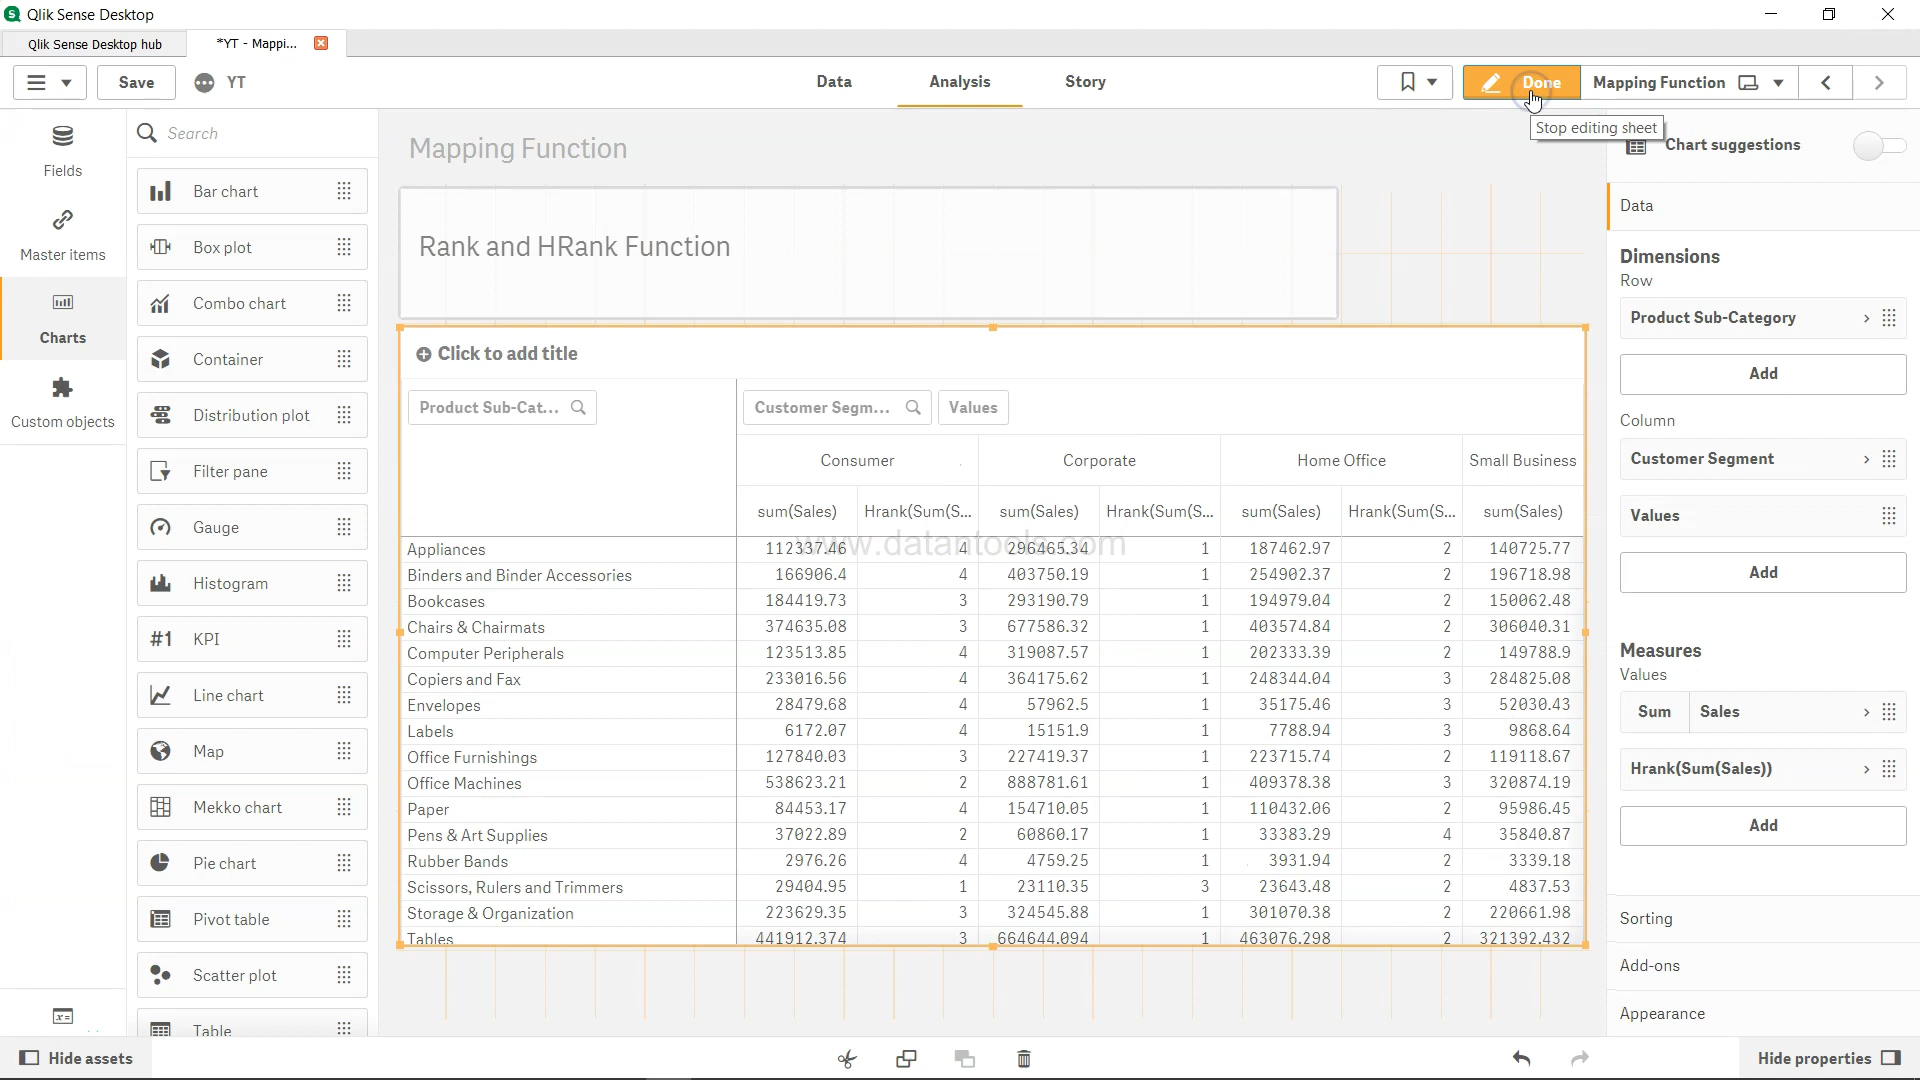 Qlik Sense Desktop
Qlik Sense Desktop hub
*YT - Mappi...
Save
YT
Data
Analysis
Story
Done
Mapping Function
Stop editing sheet
Fields
Master items
Charts
Custom objects
Search
Bar chart
Box plot
Combo chart
Container
Distribution plot
Filter pane
Gauge
Histogram
#1 KPI
Line chart
Map
Mekko chart
Pie chart
Pivot table
Scatter plot
Table
Mapping Function
Rank and HRank Function
Click to add title
Product Sub-Cat...
Customer Segm...
Values
Consumer Corporate Home Office Small Business
sum(Sales) Hrank(Sum(S... sum(Sales) Hrank(Sum(S... sum(Sales) Hrank(Sum(S... sum(Sales)
www.datantools.com
Appliances 112337.46 4 296465.34 1 187462.97 2 140725.77
Binders and Binder Accessories 166906.4 4 403750.19 1 254902.37 2 196718.98
Bookcases 184419.73 3 293190.79 1 194979.04 2 150062.48
Chairs & Chairmats 374635.08 3 677586.32 1 403574.84 2 306040.31
Computer Peripherals 123513.85 4 319087.57 1 202333.39 2 149788.9
Copiers and Fax 233016.56 4 364175.62 1 248344.04 3 284825.08
Envelopes 28479.68 4 57962.5 1 35175.46 3 52030.43
Labels 6172.07 4 15151.9 1 7788.94 3 9868.64
Office Furnishings 127840.03 3 227419.37 1 223715.74 2 119118.67
Office Machines 538623.21 2 888781.61 1 409378.38 3 320874.19
Paper 84453.17 4 154710.05 1 110432.06 2 95986.45
Pens & Art Supplies 37022.89 2 60860.17 1 33383.29 4 35840.87
Rubber Bands 2976.26 4 4759.25 1 3931.94 2 3339.18
Scissors, Rulers and Trimmers 29404.95 1 23110.35 3 23643.48 2 4837.53
Storage & Organization 223629.35 3 324545.88 1 301070.38 2 220661.98
Tables 441912.374 3 664644.094 1 463076.298 2 321392.432
Chart suggestions
Data
Dimensions
Row
Product Sub-Category
Add
Column
Customer Segment
Values
Add
Measures
Values
Sum Sales
Hrank(Sum(Sales))
Add
Sorting
Add-ons
Appearance
Hide assets
Hide properties